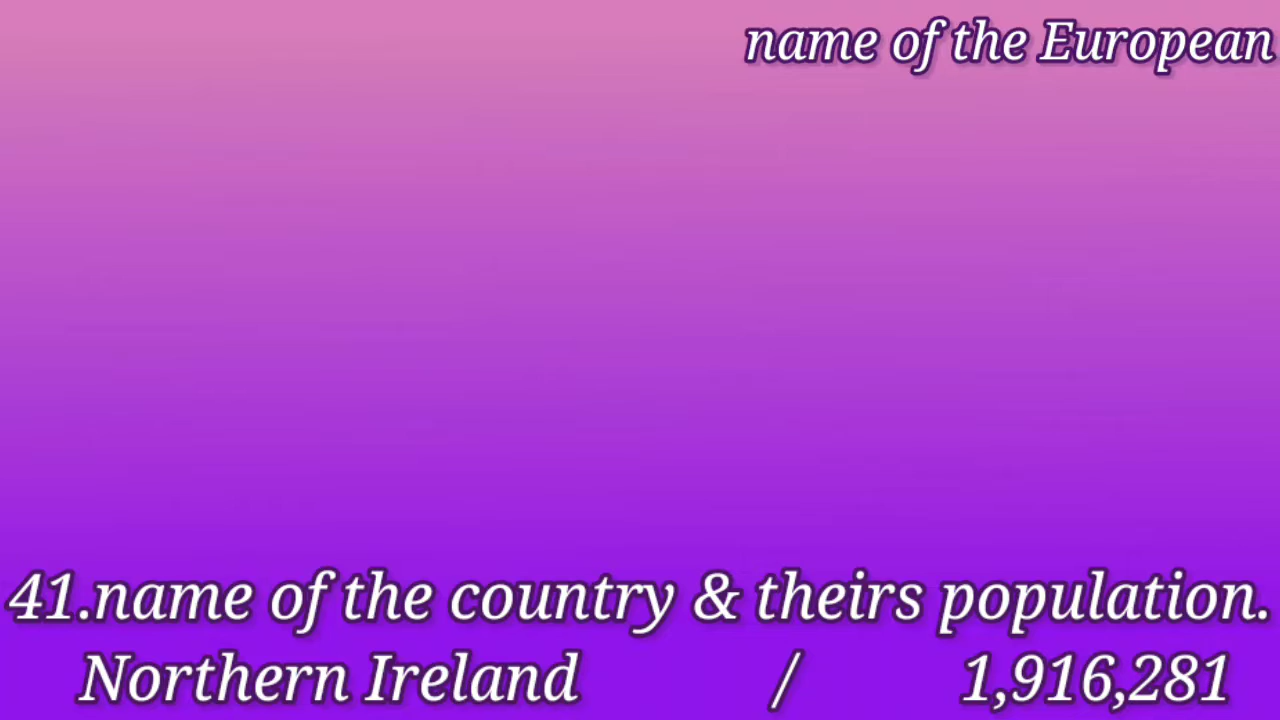 name of the European
41.name of the country & theirs population.
Northern Ireland / 1,916,281